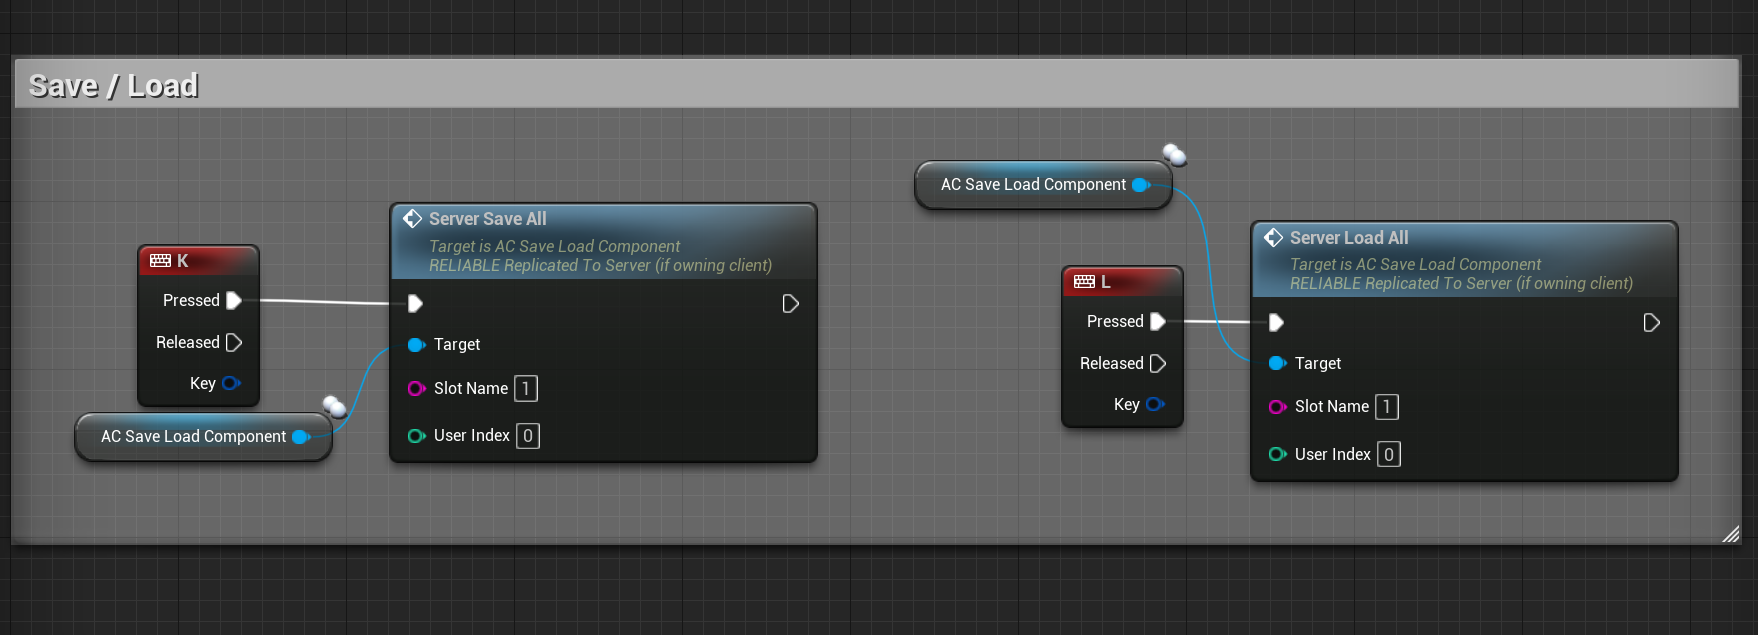 Save / Load
K
Pressed
Released
Key
AC Save Load Component
Server Save All
Target is AC Save Load Component
RELIABLE Replicated To Server (if owning client)
Target
Slot Name 1
User Index 0
AC Save Load Component
L
Pressed
Released
Key
Server Load All
Target is AC Save Load Component
RELIABLE Replicated To Server (if owning client)
Target
Slot Name 1
User Index 0